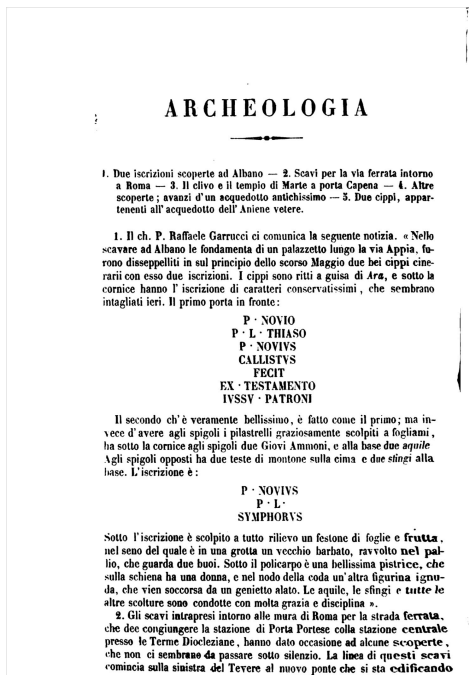 ARCHEOLOGIA
1. Due iscrizioni scoperte ad Albano — 2. Scavi per la via ferrata intorno
a Roma — 3. Il clivo e il tempio di Marte a porta Capena — 4. Altre
scoperte; avanzi d'un acquedotto antichissimo — 5. Due cippi, appar-
tenenti all'acquedotto dell'Aniene vetere.
1. Il ch. P. Raffaele Garrucci ci comunica la seguente notizia. «Nello
scavare ad Albano le fondamenta di un palazzetto lungo la via Appia, fu-
rono disseppelliti in sul principio dello scorso Maggio due bei cippi cine-
rarii con esso due iscrizioni. I cippi sono ritti a guisa di Ara, e sotto la
cornice hanno l'iscrizione di caratteri conservatissimi, che sembrano
intagliati ieri. Il primo porta in fronte:
P · NOVIO
P · L · THIASO
P · NOVIVS
CALLISTVS
FECIT
EX · TESTAMENTO
IVSSV · PATRONI
Il secondo ch'è veramente bellissimo, è fatto come il primo; ma in-
vece d'avere agli spigoli i pilastrelli graziosamente scolpiti a fogliami,
ha sotto la cornice agli spigoli due Giovi Ammoni, e alla base due aquile
Agli spigoli opposti ha due teste di montone sulla cima e due sfingi alla
base. L'iscrizione è:
P · NOVIVS
P · L ·
SYMPHORVS
Sotto l'iscrizione è scolpito a tutto rilievo un festone di foglie e frutta,
nel seno del quale è in una grotta un vecchio barbato, ravvolto nel pal-
lio, che guarda due buoi. Sotto il policarpo è una bellissima pistrice, che
sulla schiena ha una donna, e nel nodo della coda un'altra figurina ignu-
da, che vien soccorsa da un genietto alato. Le aquile, le sfingi e tutte le
altre scolture sono condotte con molta grazia e disciplina ».
2. Gli scavi intrapresi intorno alle mura di Roma per la strada ferrata,
che dee congiungere la stazione di Porta Portese colla stazione centrale
presso le Terme Diocleziane, hanno dato occasione ad alcune scoperte,
che non ci sembrano da passare sotto silenzio. La linea di questi scavi
comincia sulla sinistra del Tevere al nuovo ponte che si sta edificando